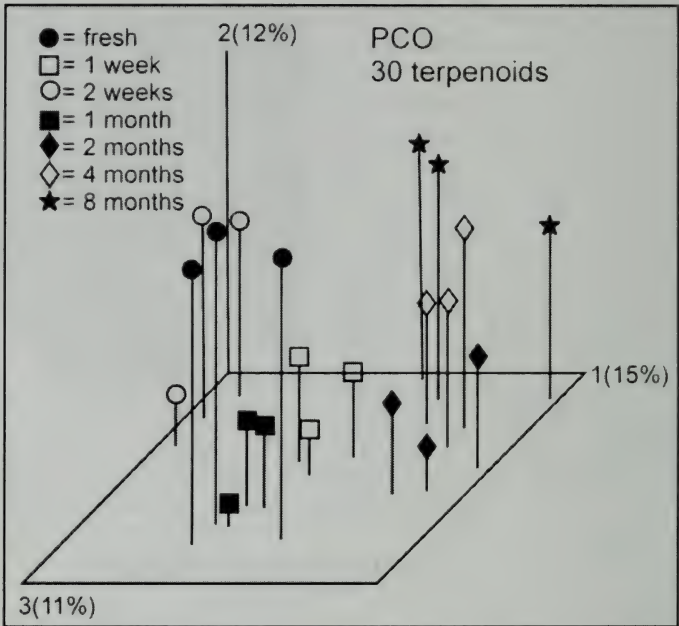 ● = fresh
□ = 1 week
○ = 2 weeks
■ = 1 month
◆ = 2 months
◇ = 4 months
★ = 8 months
2(12%)
PCO
30 terpenoids
1(15%)
3(11%)